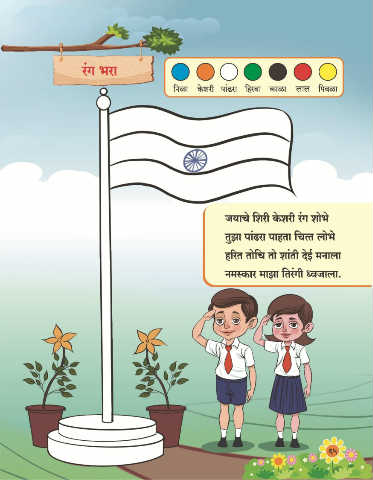 रंग भरा
निळा केशरी पांढरा हिरवा काळा लाल पिवळा
जयाचे शिरी केशरी रंग शोभे
तुझा पांढरा पाहता चित्त लोभे
हरित तोचि तो शांती देई मनाला
नमस्कार माझा तिरंगी ध्वजाला.